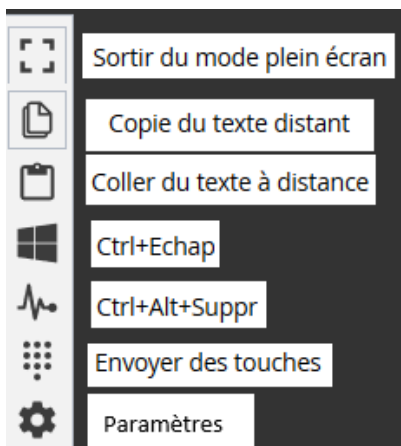 Sortir du mode plein écran
Copie du texte distant
Coller du texte à distance
Ctrl+Echap
Ctrl+Alt+Suppr
Envoyer des touches
Paramètres